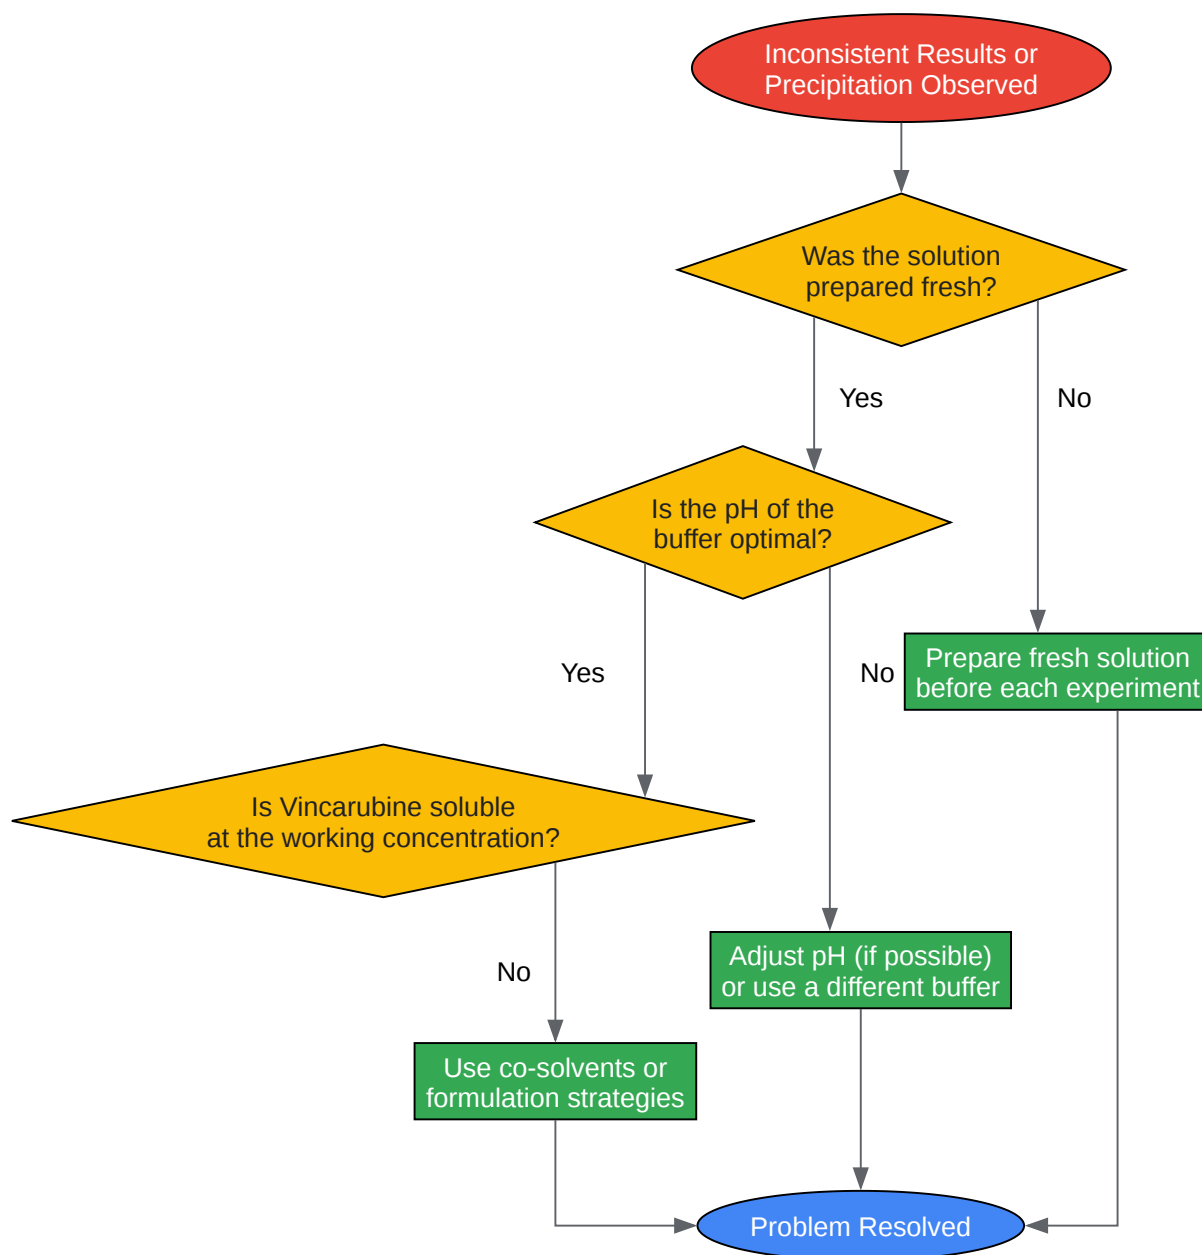 Inconsistent Results or
Precipitation Observed
Was the solution
prepared fresh?
Yes
No
Is the pH of the
buffer optimal?
Yes
No
Prepare fresh solution
before each experiment
Is Vincarubine soluble
at the working concentration?
No
Adjust pH (if possible)
or use a different buffer
Use co-solvents or
formulation strategies
Problem Resolved